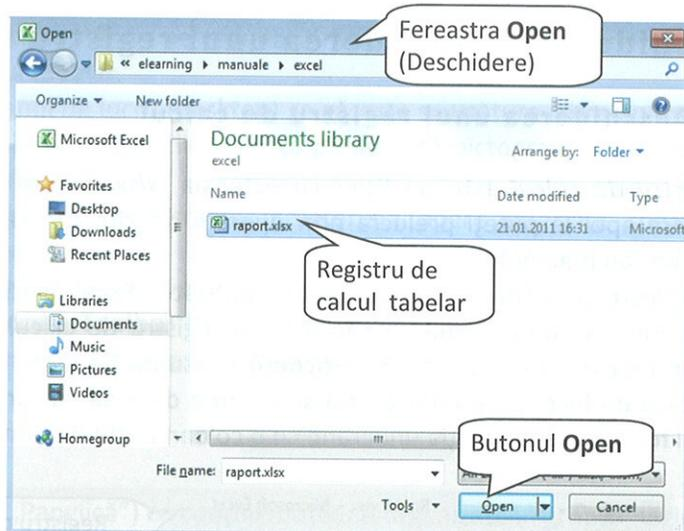 Open
Fereastra Open
(Deschidere)
« elearning ▸ manuale ▸ excel
Organize New folder
Microsoft Excel
Favorites
Desktop
Downloads
Recent Places
Libraries
Documents
Music
Pictures
Videos
Homegroup
Documents library
excel
Arrange by: Folder
Name Date modified Type
raport.xlsx 21.01.2011 16:31 Microsoft
Registru de
calcul tabelar
Butonul Open
File name: raport.xlsx
Tools Open Cancel